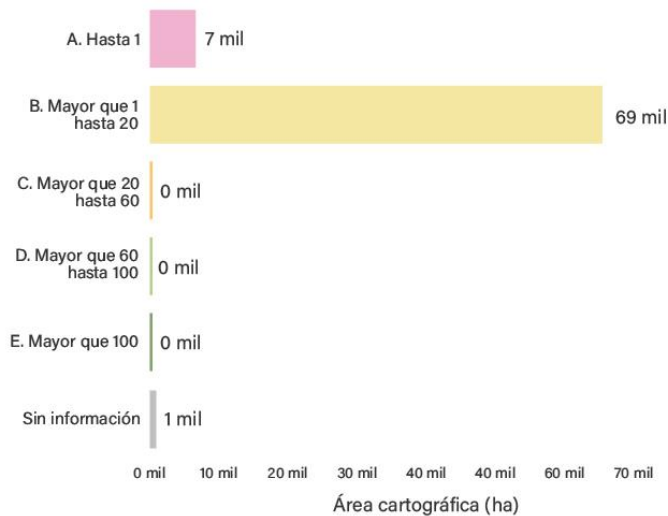 A. Hasta 1
7 mil
B. Mayor que 1
hasta 20
69 mil
C. Mayor que 20
hasta 60
0 mil
D. Mayor que 60
hasta 100
0 mil
E. Mayor que 100
0 mil
Sin información
1 mil
0 mil 10 mil 20 mil 30 mil 40 mil 40 mil 60 mil 70 mil
Área cartográfica (ha)